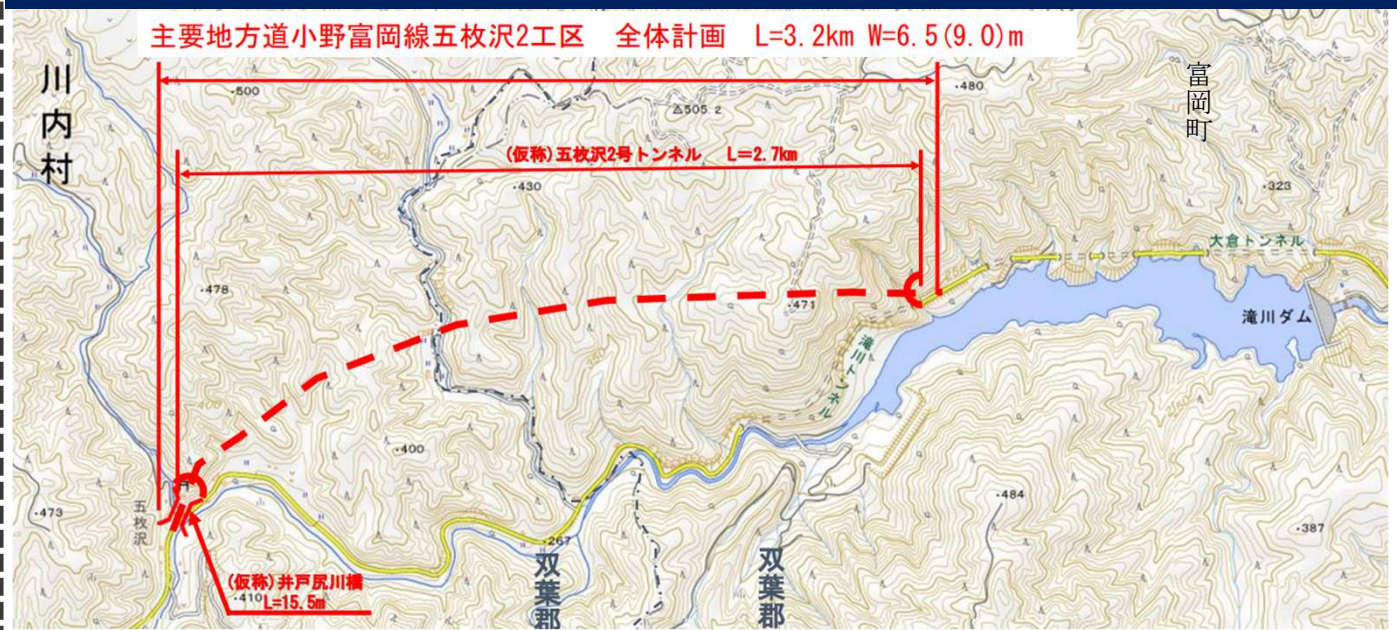 主要地方道小野富岡線五枚沢2工区　全体計画　L=3.2km W=6.5(9.0)m
川内村
富岡町
・500
・480
△505.2
(仮称)五枚沢2号トンネル　L=2.7km
・430
・323
大倉トンネル
・478
・471
滝川ダム
滝川トンネル
400
・400
・473
五枚沢
・484
・387
・267
双葉郡
双葉郡
(仮称)井戸尻川橋
L=15.5m
・410